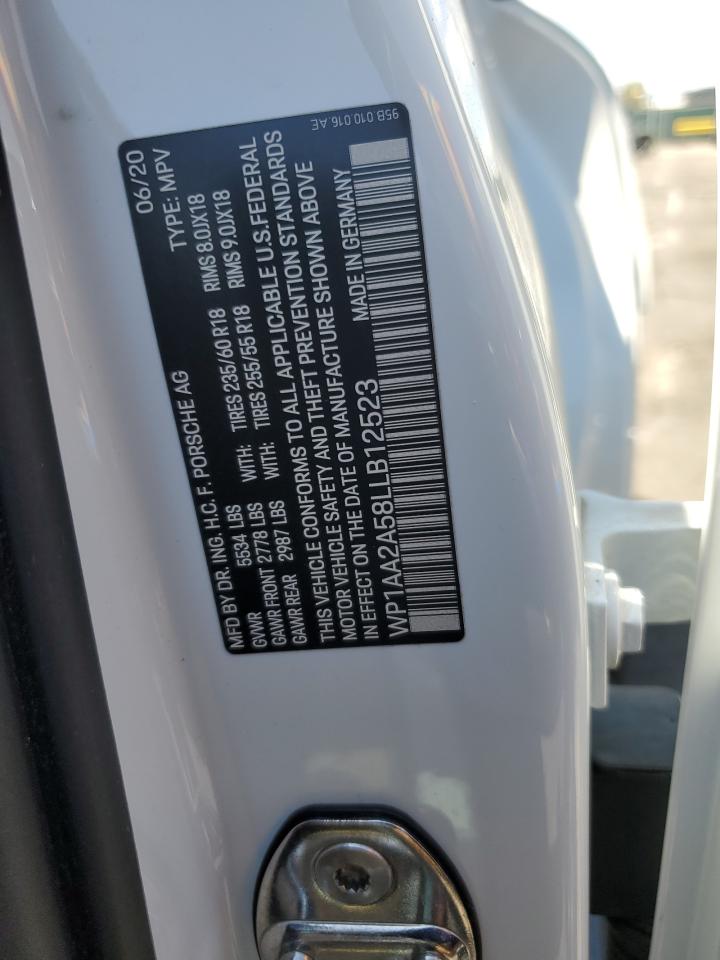 MFD BY DR. ING. H.C. F. PORSCHE AG 06/20
GVWR 5534 LBS TYPE: MPV
GAWR FRONT 2778 LBS WITH: TIRES 235/60 R18 RIMS 8.0JX18
GAWR REAR 2987 LBS WITH: TIRES 255/55 R18 RIMS 9.0JX18
THIS VEHICLE CONFORMS TO ALL APPLICABLE U.S. FEDERAL
MOTOR VEHICLE SAFETY AND THEFT PREVENTION STANDARDS
IN EFFECT ON THE DATE OF MANUFACTURE SHOWN ABOVE
WP1AA2A58LLB12523 MADE IN GERMANY
95B.010.016.AE